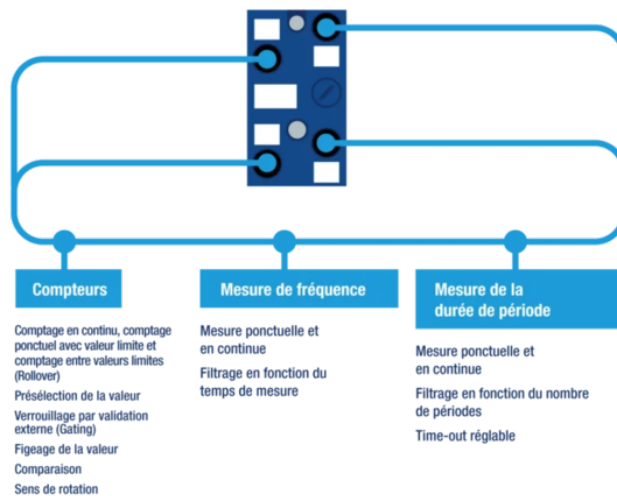 Compteurs
Comptage en continu, comptage
ponctuel avec valeur limite et
comptage entre valeurs limites
(Rollover)
Présélection de la valeur
Verrouillage par validation
externe (Gating)
Figeage de la valeur
Comparaison
Sens de rotation
Mesure de fréquence
Mesure ponctuelle et
en continue
Filtrage en fonction du
temps de mesure
Mesure de la
durée de période
Mesure ponctuelle et
en continue
Filtrage en fonction du nombre
de périodes
Time-out réglable